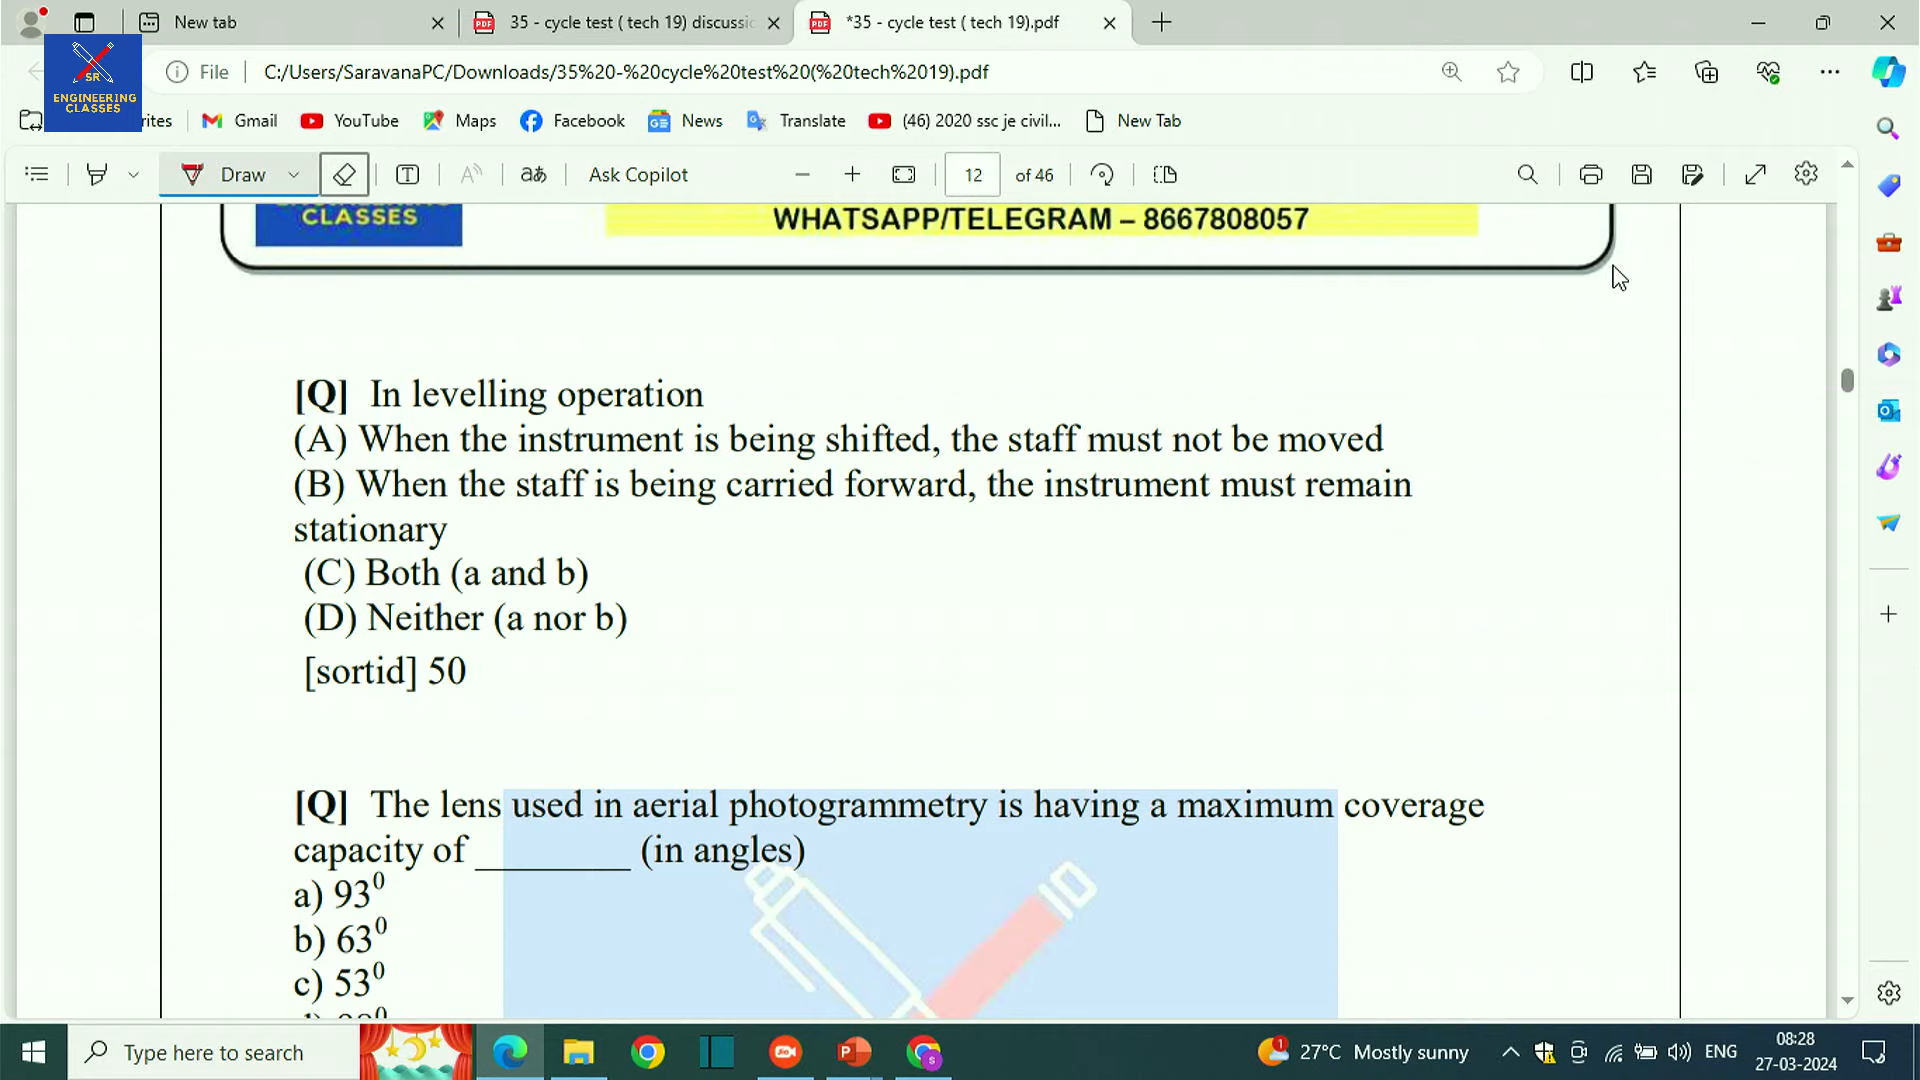 New tab
35 - cycle test ( tech 19) discussi
*35 - cycle test ( tech 19).pdf
SR
ENGINEERING
CLASSES
File
C:/Users/SaravanaPC/Downloads/35%20-%20cycle%20test%20(%20tech%2019).pdf
rites
Gmail
YouTube
Maps
Facebook
News
Translate
(46) 2020 ssc je civil...
New Tab
Draw
Ask Copilot
12
of 46
CLASSES
WHATSAPP/TELEGRAM – 8667808057
[Q] In levelling operation
(A) When the instrument is being shifted, the staff must not be moved
(B) When the staff is being carried forward, the instrument must remain
stationary
(C) Both (a and b)
(D) Neither (a nor b)
[sortid] 50
[Q] The lens used in aerial photogrammetry is having a maximum coverage
capacity of ________ (in angles)
a) 93⁰
b) 63⁰
c) 53⁰
Type here to search
27°C Mostly sunny
ENG
08:28
27-03-2024